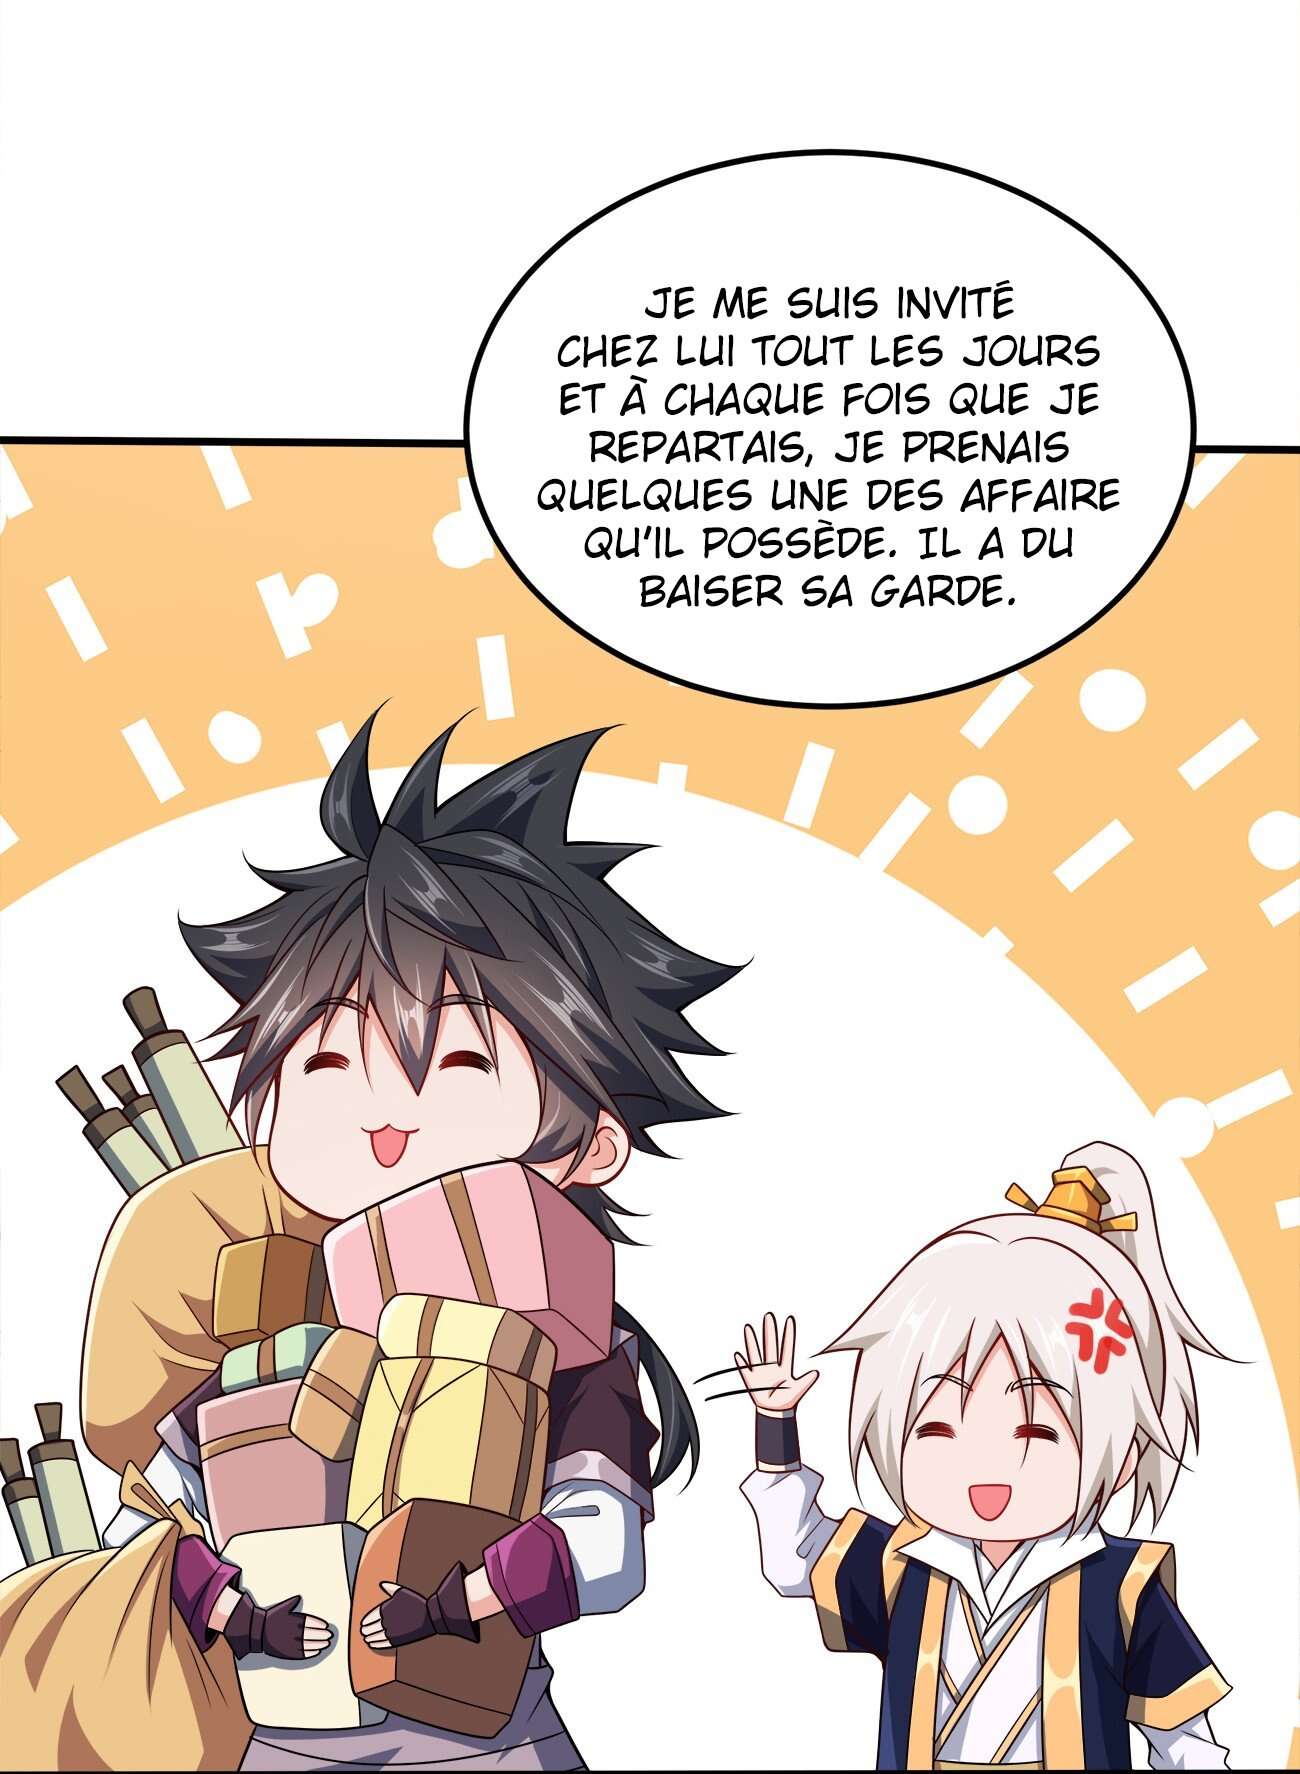 JE ME SUIS INVITÉ
CHEZ LUI TOUT LES JOURS
ET À CHAQUE FOIS QUE JE
REPARTAIS, JE PRENAIS
QUELQUES UNE DES AFFAIRE
QU'IL POSSÈDE. IL A DU
BAISER SA GARDE.